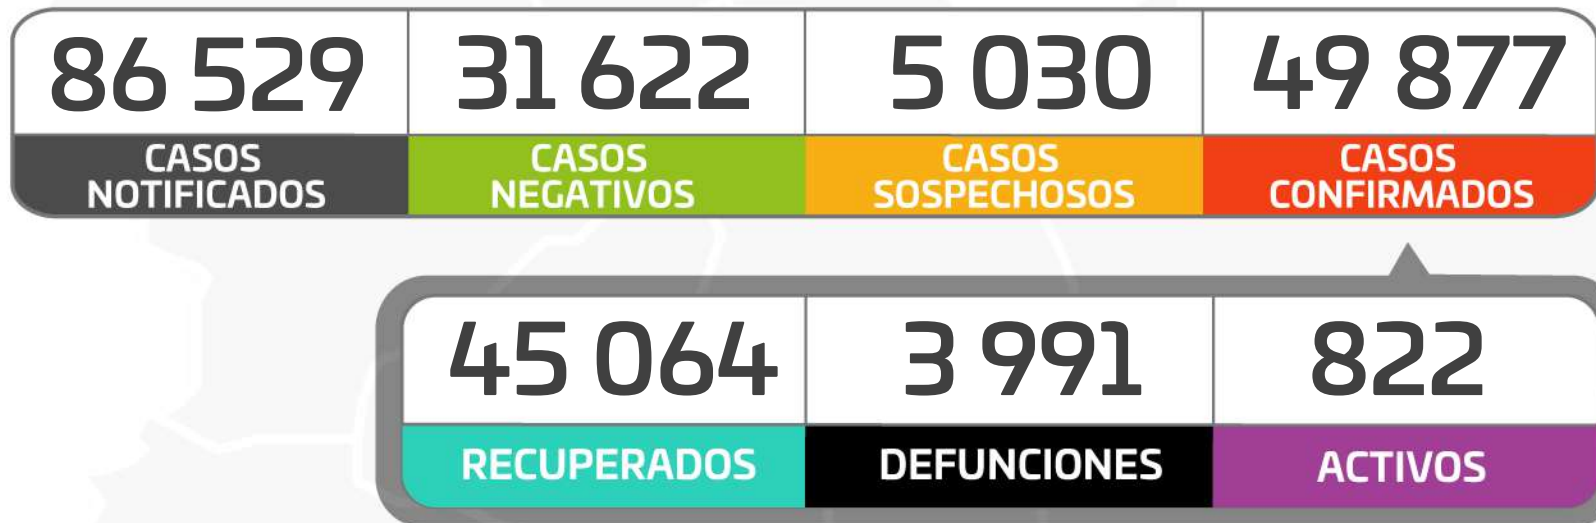 86 529 31 622 5 030 49 877
CASOS
NOTIFICADOS
CASOS
NEGATIVOS
CASOS
SOSPECHOSOS
CASOS
CONFIRMADOS
45 064 3 991 822
RECUPERADOS DEFUNCIONES ACTIVOS